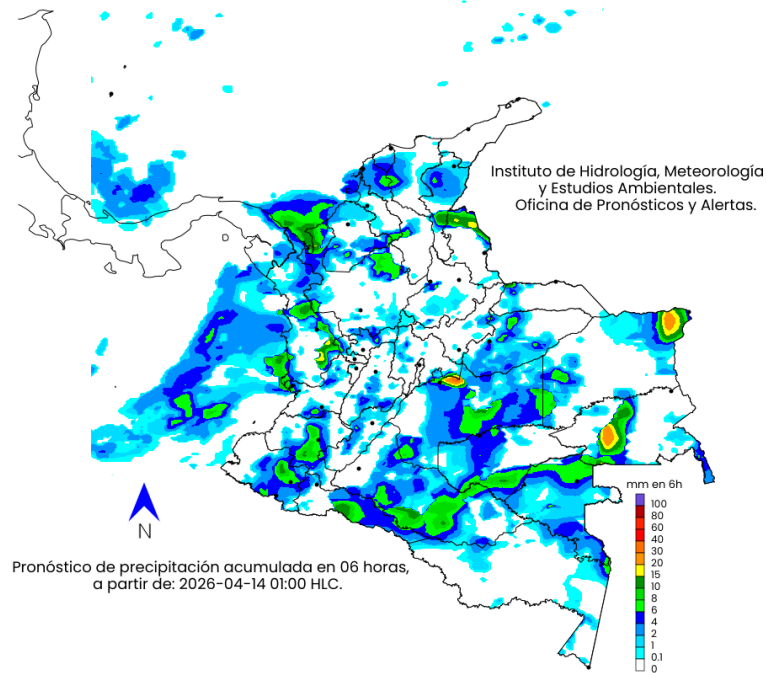 Instituto de Hidrología, Meteorología
y Estudios Ambientales.
Oficina de Pronósticos y Alertas.
mm en 6h
100
80
60
40
30
20
15
10
8
6
4
2
1
0.1
0
N
Pronóstico de precipitación acumulada en 06 horas,
a partir de: 2026-04-14 01:00 HLC.